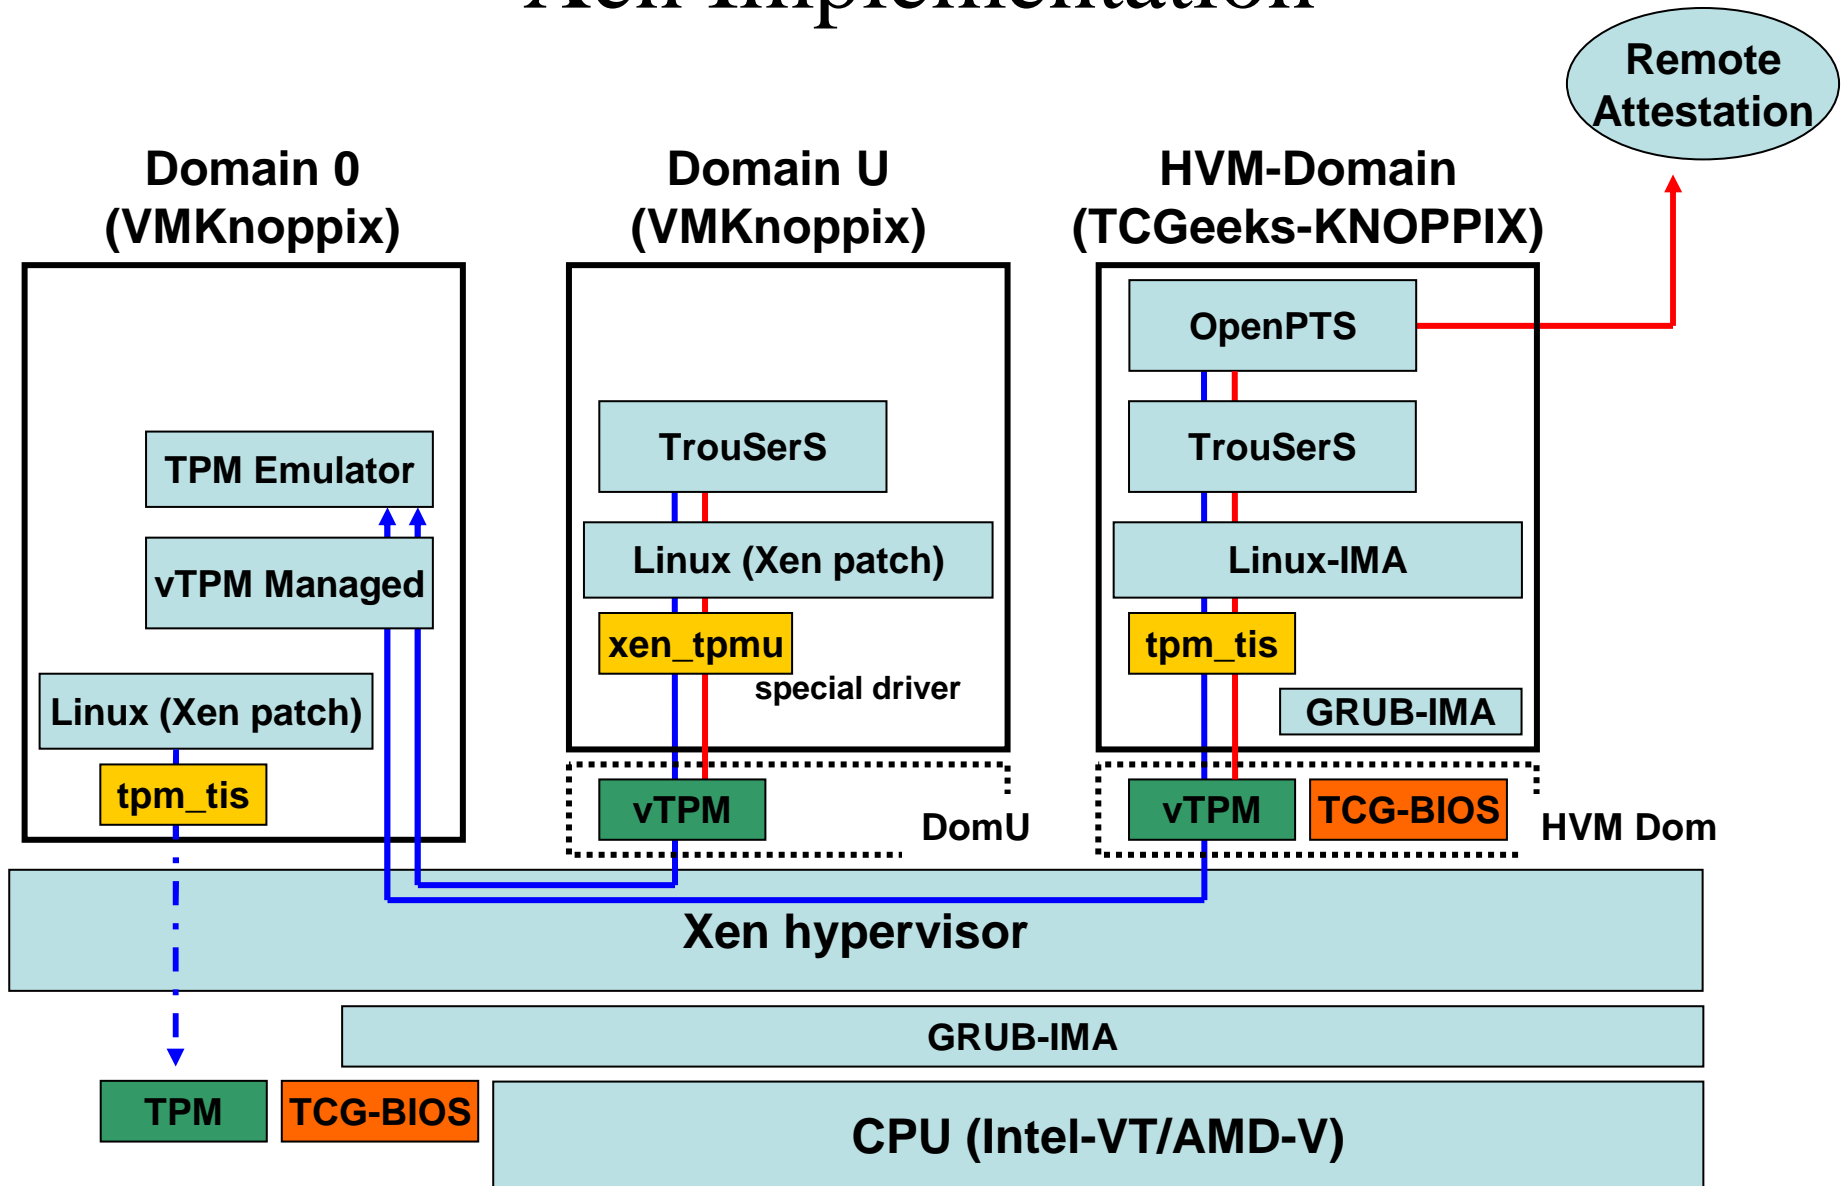 Xen Implementation
Remote
Attestation
Domain 0
(VMKnoppix)
Domain U
(VMKnoppix)
HVM-Domain
(TCGeeks-KNOPPIX)
OpenPTS
TPM Emulator
TrouSerS
TrouSerS
vTPM Managed
Linux (Xen patch)
Linux-IMA
xen_tpmu
tpm_tis
special driver
Linux (Xen patch)
GRUB-IMA
tpm_tis
vTPM
DomU
vTPM
TCG-BIOS
HVM Dom
Xen hypervisor
GRUB-IMA
TPM
TCG-BIOS
CPU (Intel-VT/AMD-V)